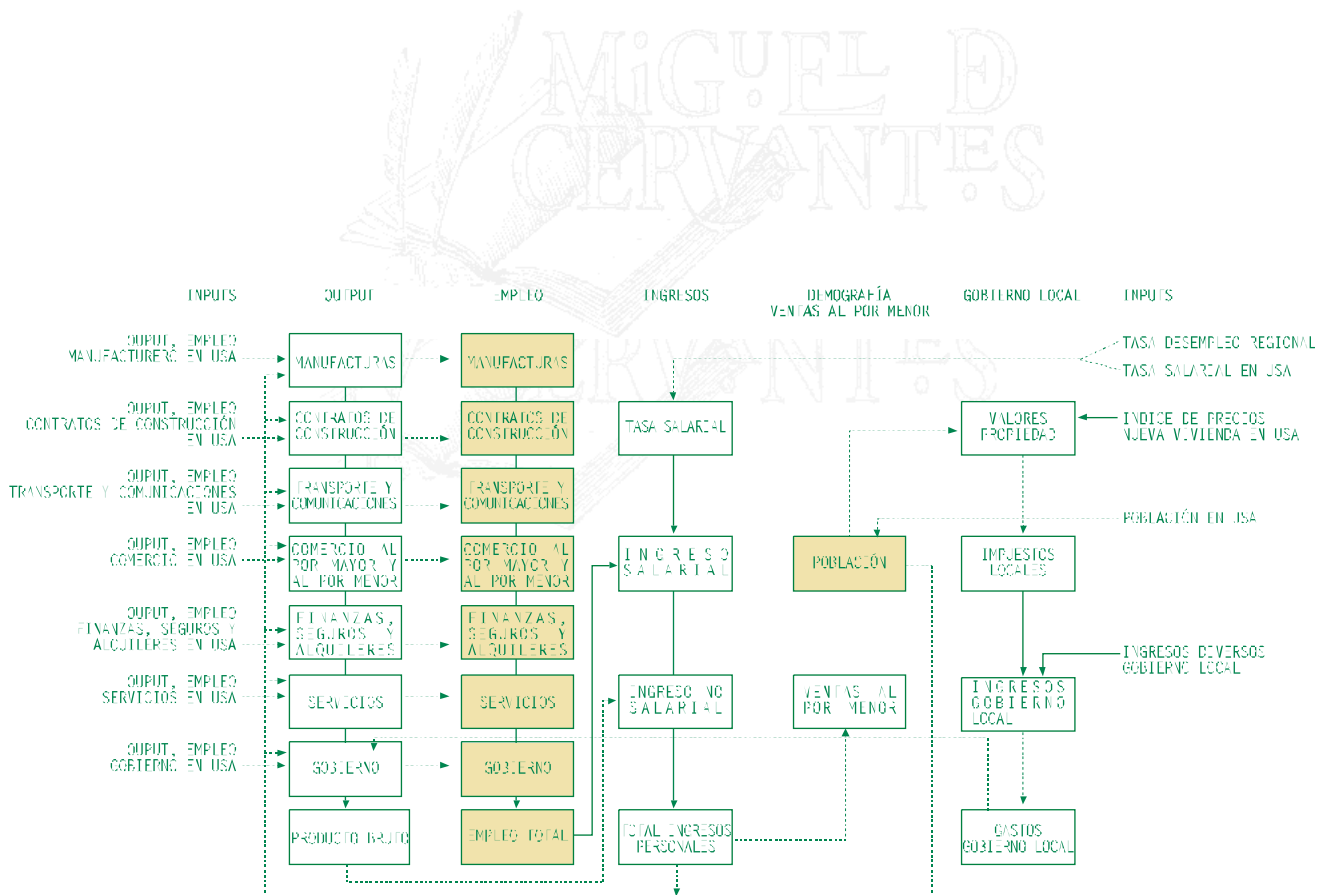 MiGUEL D
CERVANTES
INPUTS
OUTPUT
EMPLEO
INGRESOS
DEMOGRAFÍA
VENTAS AL POR MENOR
GOBIERNO LOCAL
INPUTS
OUPUT, EMPLEO
MANUFACTURERO EN USA
MANUFACTURAS
MANUFACTURAS
TASA DESEMPLEO REGIONAL
TASA SALARIAL EN USA
OUPUT, EMPLEO
CONTRATOS DE CONSTRUCCIÓN
EN USA
CONTRATOS DE
CONSTRUCCIÓN
CONTRATOS DE
CONSTRUCCIÓN
TASA SALARIAL
VALORES
PROPIEDAD
INDICE DE PRECIOS
NUEVA VIVIENDA EN USA
OUPUT, EMPLEO
TRANSPORTE Y COMUNICACIONES
EN USA
TRANSPORTE Y
COMUNICACIONES
TRANSPORTE Y
COMUNICACIONES
POBLACIÓN EN USA
OUPUT, EMPLEO
COMERCIO EN USA
COMERCIO AL
POR MAYOR Y
AL POR MENOR
COMERCIO AL
POR MAYOR Y
AL POR MENOR
INGRESO
SALARIAL
POBLACIÓN
IMPUESTOS
LOCALES
OUPUT, EMPLEO
FINANZAS, SEGUROS Y
ALQUILERES EN USA
FINANZAS,
SEGUROS Y
ALQUILERES
FINANZAS,
SEGUROS Y
ALQUILERES
INGRESOS DIVERSOS
GOBIERNO LOCAL
OUPUT, EMPLEO
SERVICIOS EN USA
SERVICIOS
SERVICIOS
INGRESO NO
SALARIAL
VENTAS AL
POR MENOR
INGRESOS
GOBIERNO
LOCAL
OUPUT, EMPLEO
GOBIERNO EN USA
GOBIERNO
GOBIERNO
PRODUCTO BRUTO
EMPLEO TOTAL
TOTAL INGRESOS
PERSONALES
GASTOS
GOBIERNO LOCAL